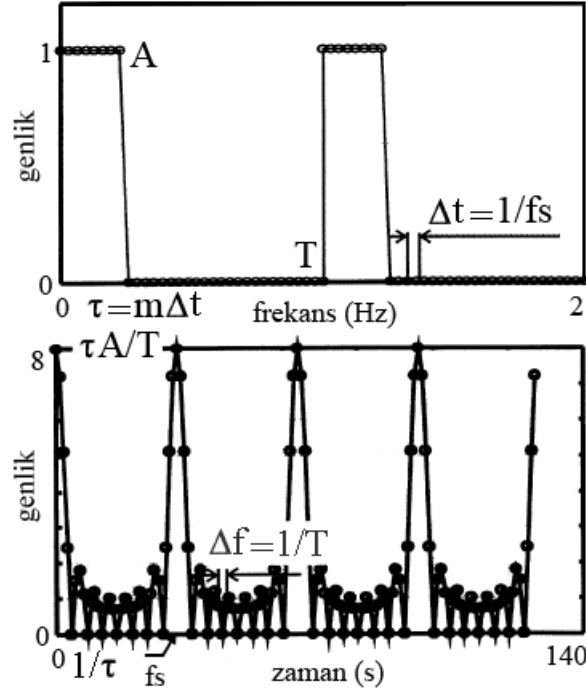 1
A
genlik
Δt=1/fs
T
0
0
τ=mΔt
frekans (Hz)
2
8
τA/T
genlik
Δf=1/T
0
0
1/τ
fs
zaman (s)
140